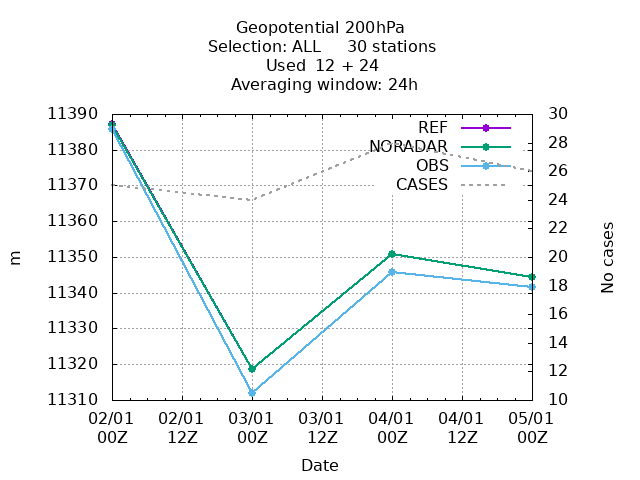 Geopotential 200hPa
Selection: ALL     30 stations
Used  12 + 24
Averaging window: 24h
REF
NORADAR
OBS
CASES
m
11390
11380
11370
11360
11350
11340
11330
11320
11310
30
28
26
24
22
20
18
16
14
12
10
No cases
02/01 02/01 03/01 03/01 04/01 04/01 05/01
00Z 12Z 00Z 12Z 00Z 12Z 00Z
Date